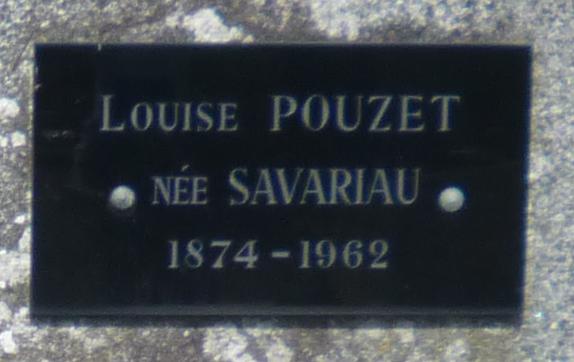 Louise POUZET
NÉE SAVARIAU
1874-1962